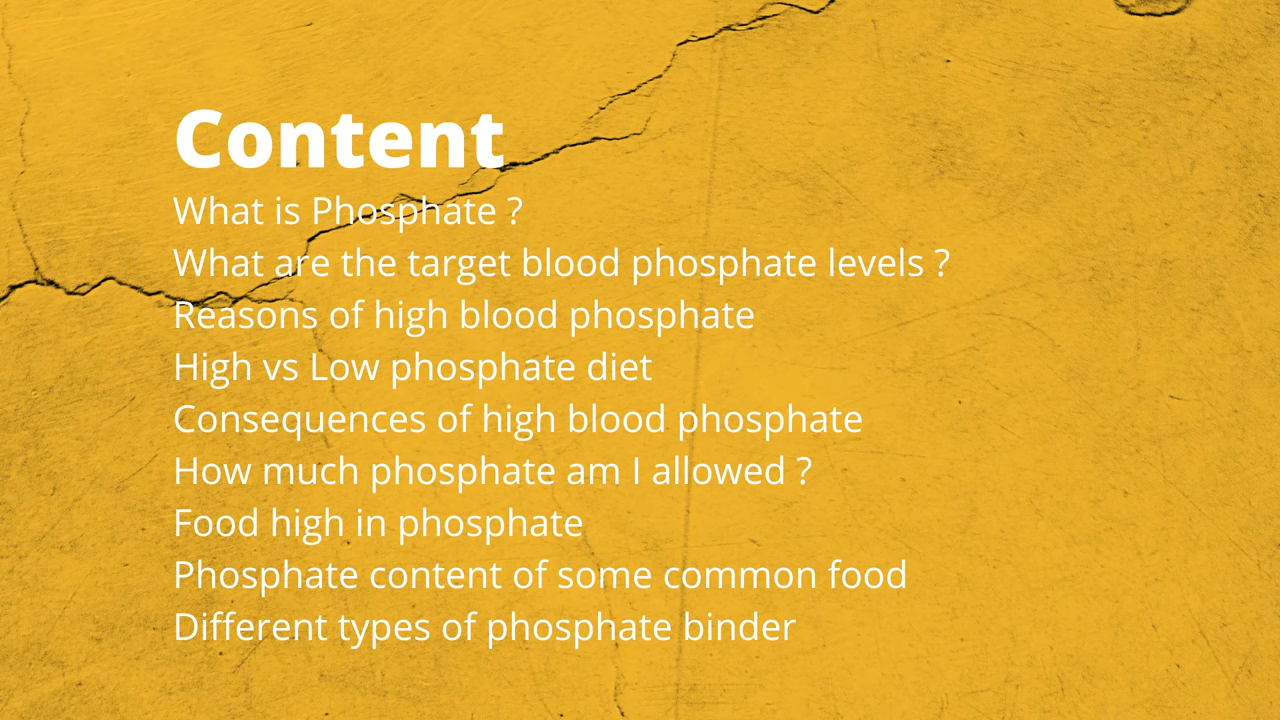 Content
What is Phosphate ?
What are the target blood phosphate levels ?
Reasons of high blood phosphate
High vs Low phosphate diet
Consequences of high blood phosphate
How much phosphate am I allowed ?
Food high in phosphate
Phosphate content of some common food
Different types of phosphate binder